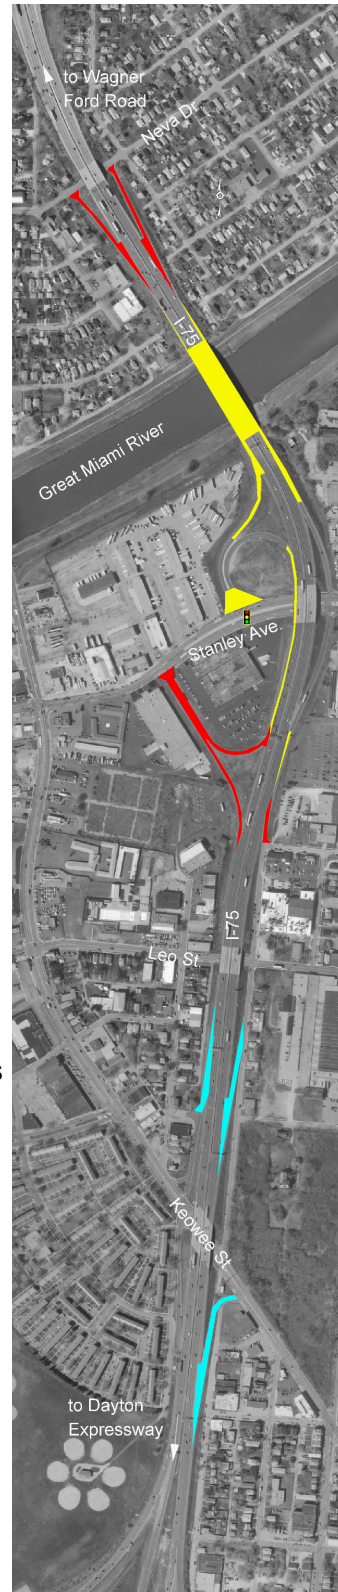 to Wagner
Ford Road
Neva Dr.
I-75
Great Miami River
Stanley Ave.
I-75
Leo St
s
Keowee St
to Dayton
Expressway